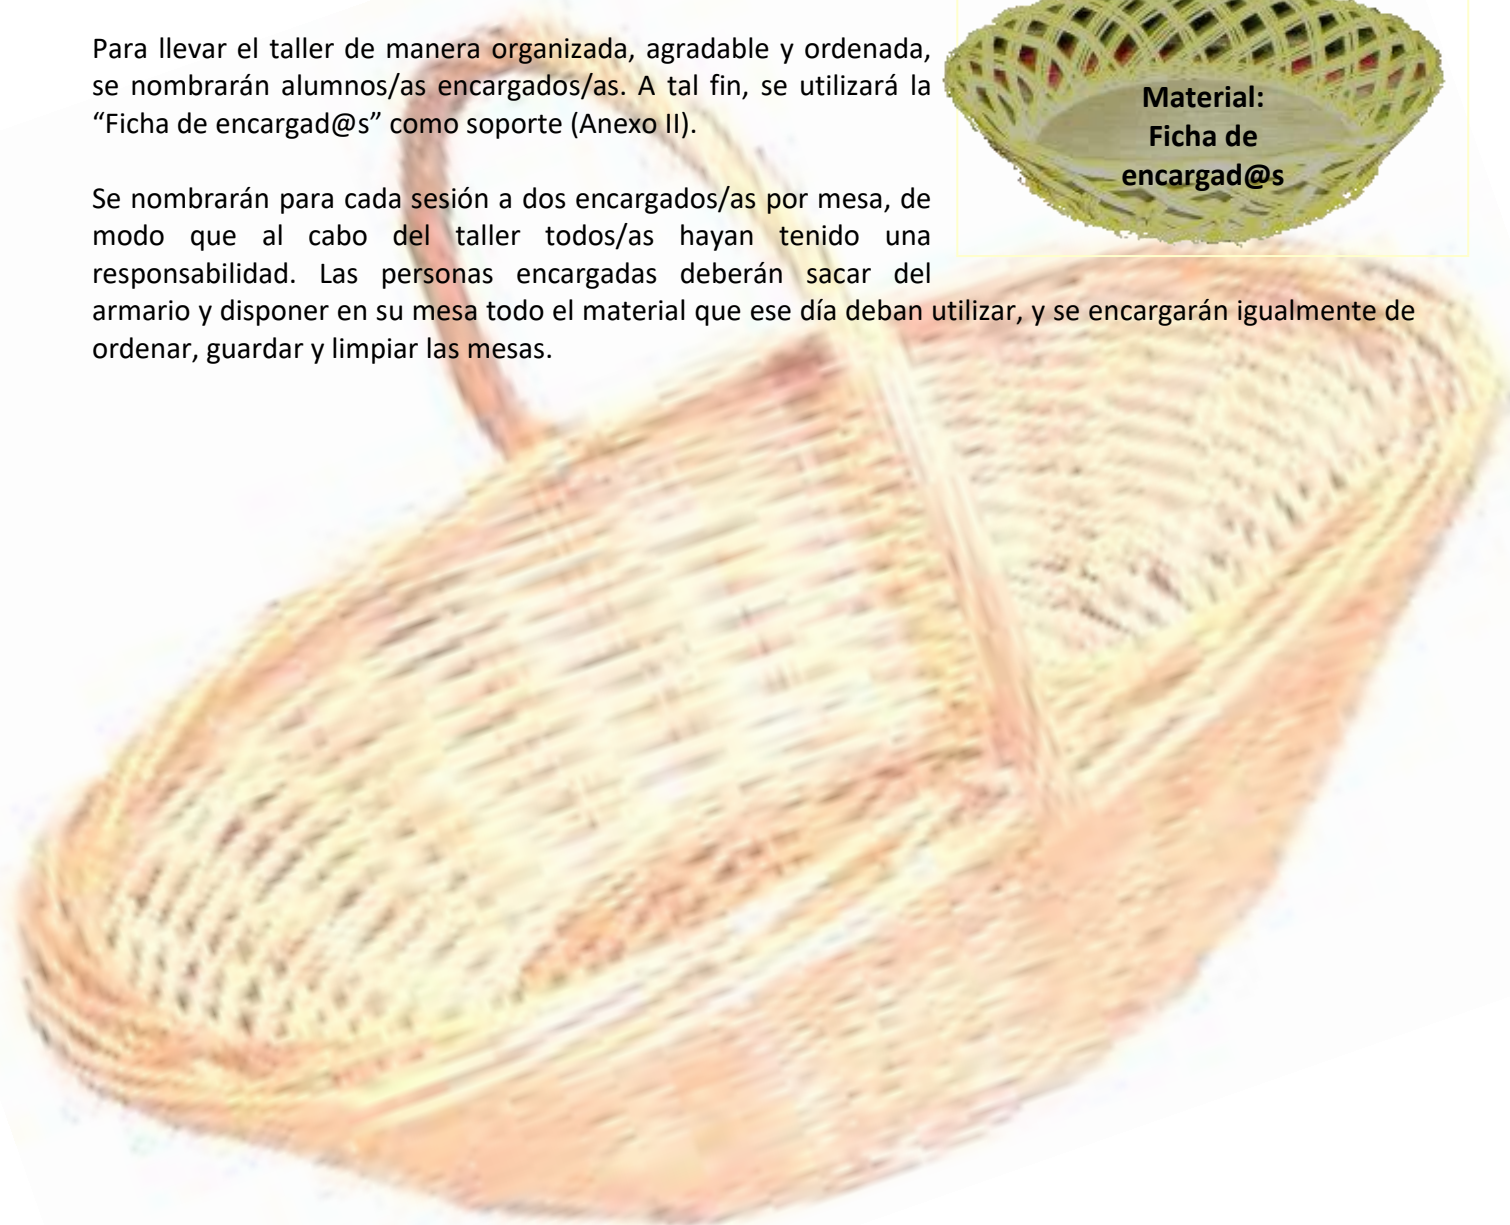 Para llevar el taller de manera organizada, agradable y ordenada,
se nombrarán alumnos/as encargados/as. A tal fin, se utilizará la
“Ficha de encargad@s” como soporte (Anexo II).
Se nombrarán para cada sesión a dos encargados/as por mesa, de
modo que al cabo del taller todos/as hayan tenido una
responsabilidad. Las personas encargadas deberán sacar del
armario y disponer en su mesa todo el material que ese día deban utilizar, y se encargarán igualmente de
ordenar, guardar y limpiar las mesas.
Material:
Ficha de
encargad@s